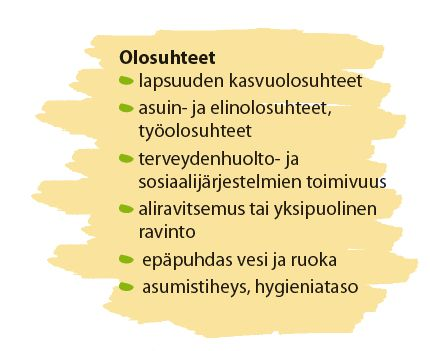 Olosuhteet
lapsuuden kasvuolosuhteet
asuin- ja elinolosuhteet,
työolosuhteet
terveydenhuolto- ja
sosiaalijärjestelmien toimivuus
aliravitsemus tai yksipuolinen
ravinto
epäpuhdas vesi ja ruoka
asumistiheys, hygieniataso